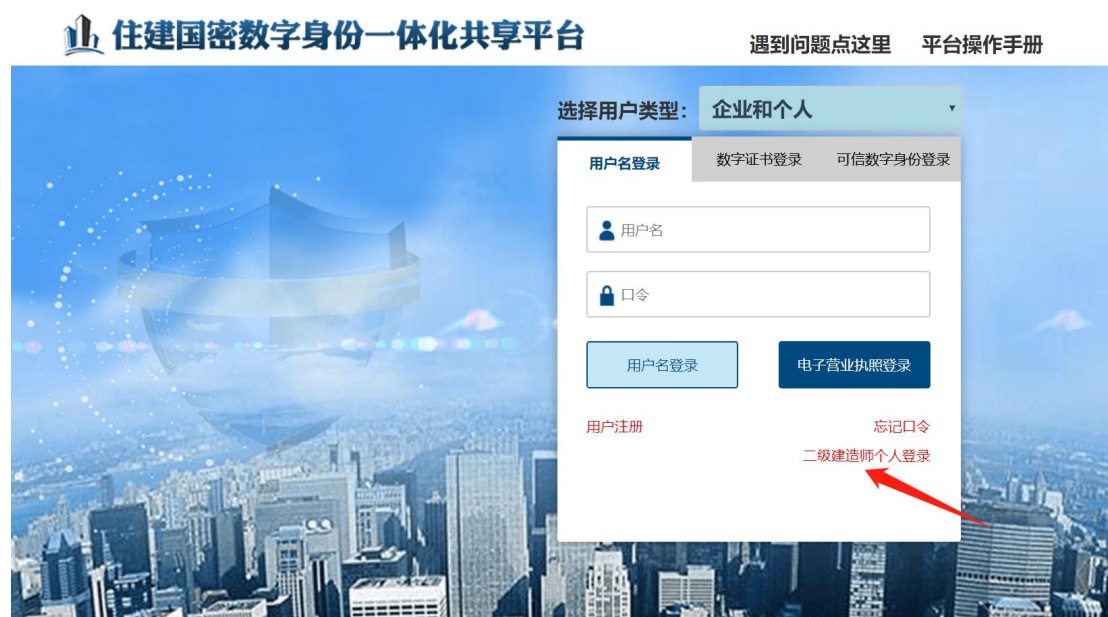 住建国密数字身份一体化共享平台
遇到问题点这里 平台操作手册
选择用户类型： 企业和个人
用户名登录 数字证书登录 可信数字身份登录
用户名
口令
用户名登录 电子营业执照登录
用户注册 忘记口令
二级建造师个人登录